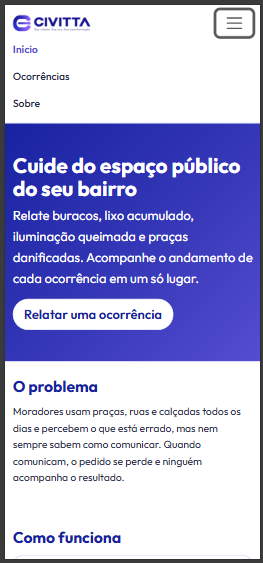 CIVITTA
Início
Ocorrências
Sobre
Cuide do espaço público
do seu bairro
Relate buracos, lixo acumulado,
iluminação queimada e praças
danificadas. Acompanhe o andamento de
cada ocorrência em um só lugar.
Relatar uma ocorrência
O problema
Moradores usam praças, ruas e calçadas todos os
dias e percebem o que está errado, mas nem
sempre sabem como comunicar. Quando
comunicam, o pedido se perde e ninguém
acompanha o resultado.
Como funciona